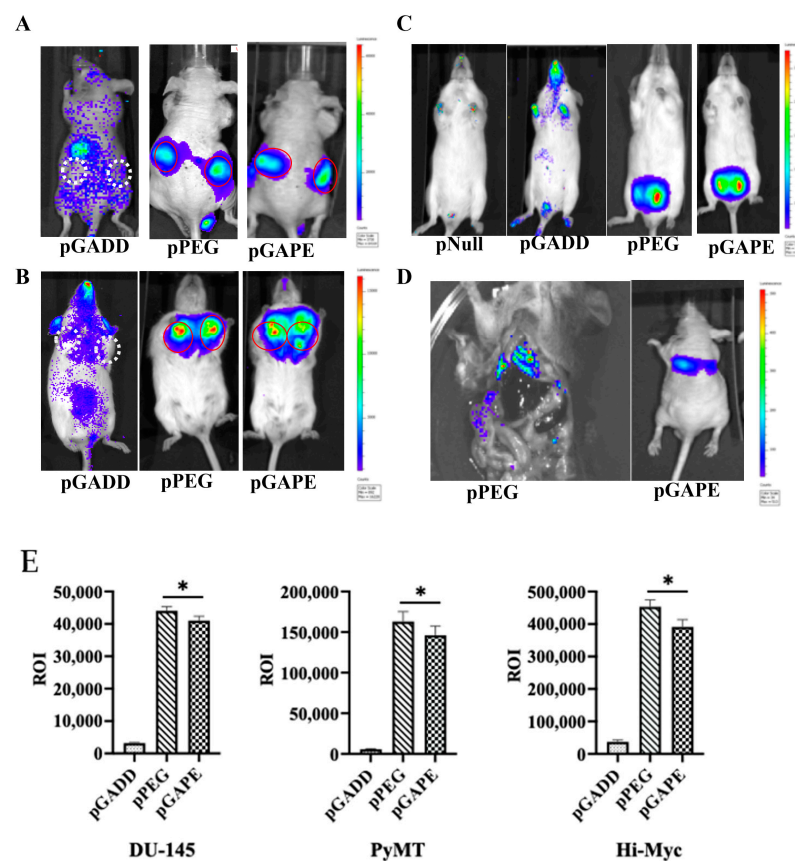 A
C
pGADD
pPEG
pGAPE
pNull
pGADD
pPEG
pGAPE
B
D
pGADD
pPEG
pGAPE
pPEG
pGAPE
E
50,000
40,000
30,000
20,000
10,000
0
ROI
*
pGADD
pPEG
pGAPE
DU-145
200,000
150,000
100,000
50,000
0
ROI
*
pGADD
pPEG
pGAPE
PyMT
500,000
400,000
300,000
200,000
100,000
0
ROI
*
pGADD
pPEG
pGAPE
Hi-Myc